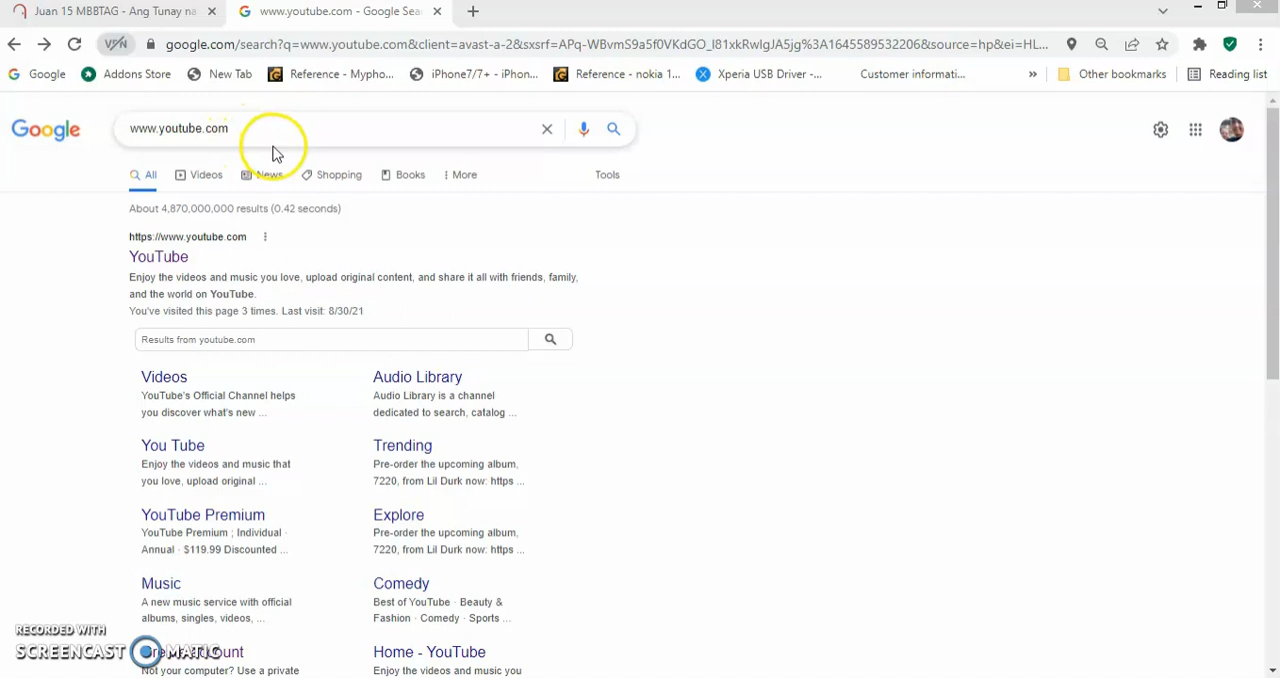 Juan 15 MBBTAG - Ang Tunay na
www.youtube.com - Google Sea
VPN
google.com/search?q=www.youtube.com&client=avast-a-2&sxsrf=APq-WBvmS9a5f0VKdGO_l81xkRwlgJA5jg%3A1645589532206&source=hp&ei=HL...
Google
Addons Store
New Tab
Reference - Mypho...
iPhone7/7+ - iPhon...
Reference - nokia 1...
Xperia USB Driver -...
Customer informati...
»
Other bookmarks
Reading list
Google
www.youtube.com
All
Videos
News
Shopping
Books
More
Tools
About 4,870,000,000 results (0.42 seconds)
https://www.youtube.com
YouTube
Enjoy the videos and music you love, upload original content, and share it all with friends, family,
and the world on YouTube.
You've visited this page 3 times. Last visit: 8/30/21
Results from youtube.com
Videos
YouTube's Official Channel helps
you discover what's new ...
Audio Library
Audio Library is a channel
dedicated to search, catalog ...
You Tube
Enjoy the videos and music that
you love, upload original ...
Trending
Pre-order the upcoming album,
7220, from Lil Durk now: https ...
YouTube Premium
YouTube Premium ; Individual ·
Annual · $119.99 Discounted ...
Explore
Pre-order the upcoming album,
7220, from Lil Durk now: https ...
Music
A new music service with official
albums, singles, videos, ...
Comedy
Best of YouTube · Beauty &
Fashion · Comedy · Sports ...
Not your computer? Use a private
Home - YouTube
Enjoy the videos and music you
RECORDED WITH
SCREENCAST MATIC